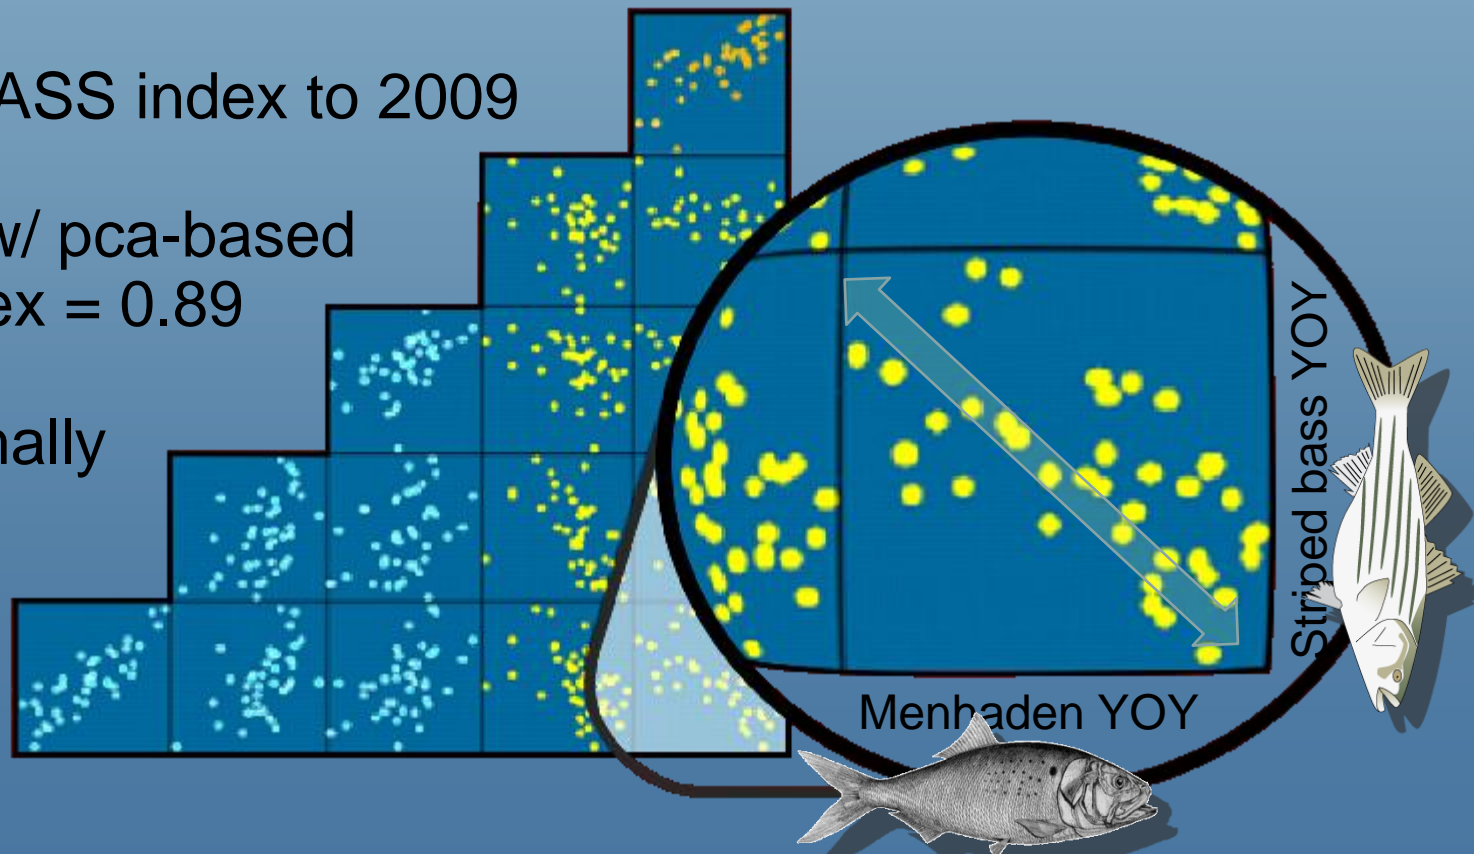 ASS index to 2009
w/ pca-based
ex = 0.89
nally
Striped bass YOY
Menhaden YOY